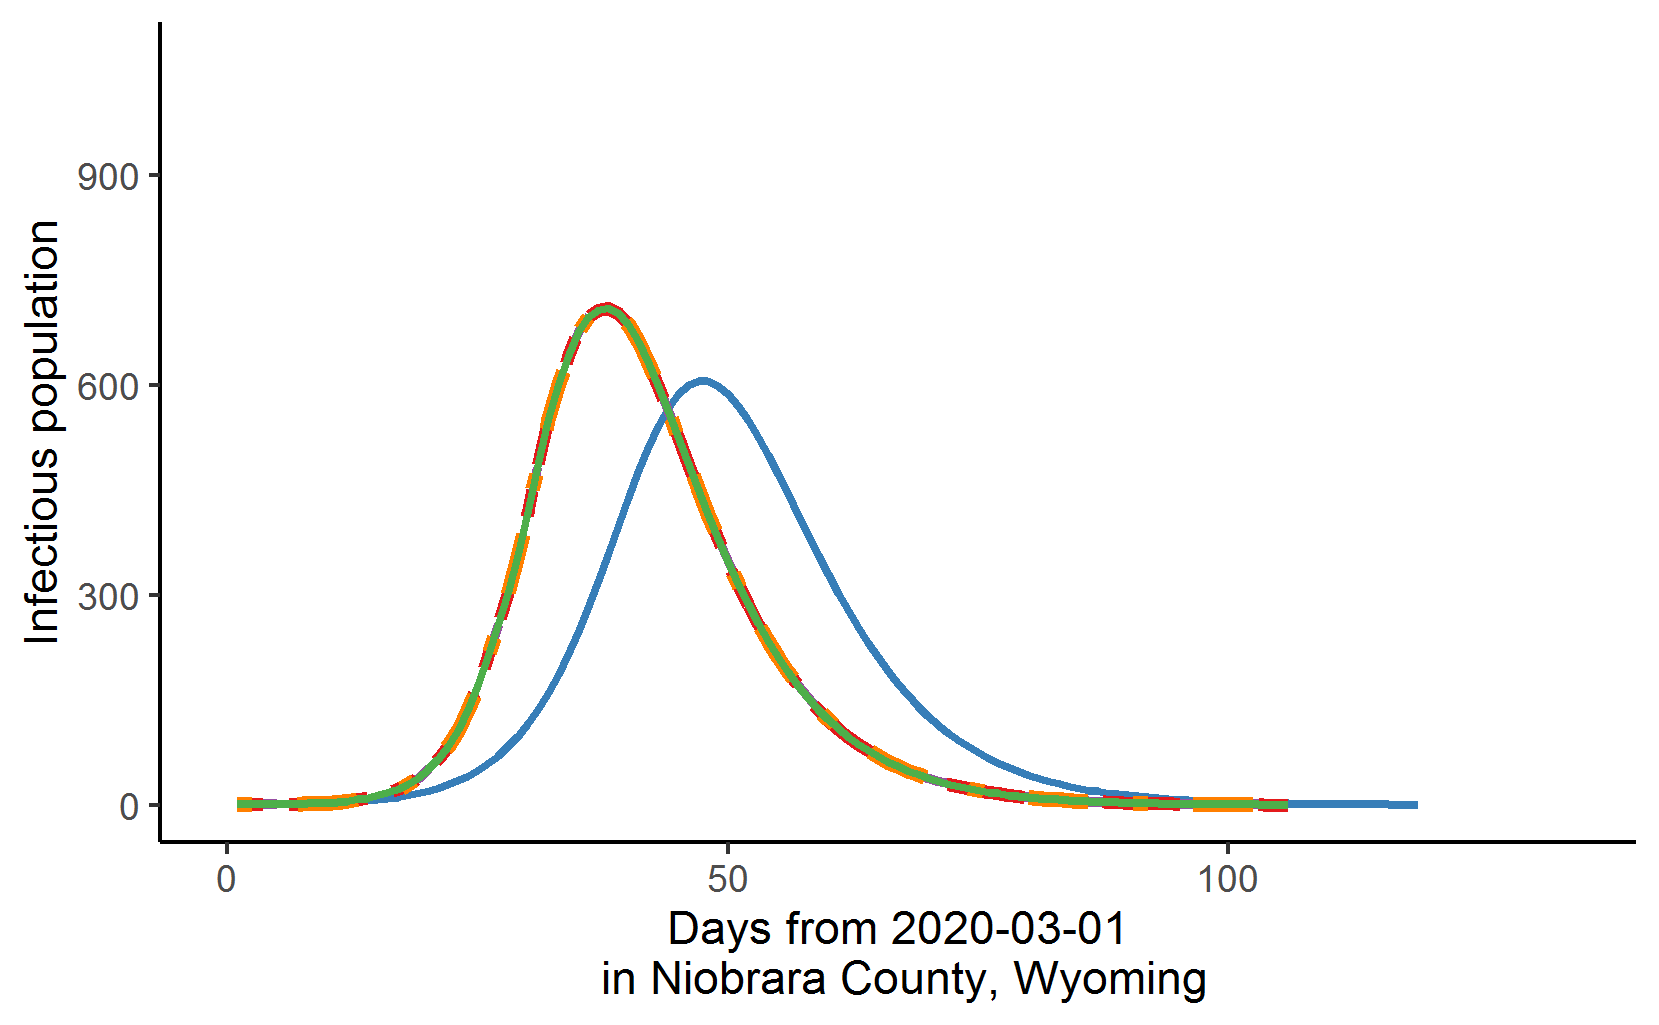 Infectious population
900
600
300
0
0 50 100
Days from 2020-03-01
in Niobrara County, Wyoming